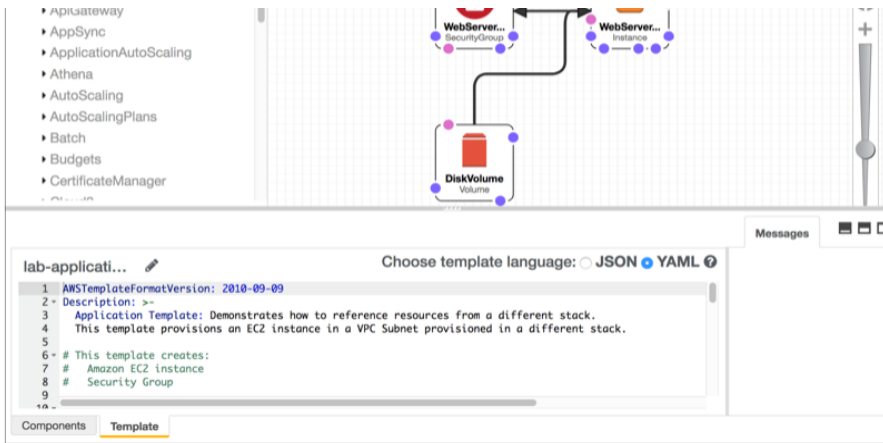 ApiGateway
AppSync
ApplicationAutoScaling
Athena
AutoScaling
AutoScalingPlans
Batch
Budgets
CertificateManager
WebServer...
SecurityGroup
WebServer...
Instance
DiskVolume
Volume
Messages
lab-applicati...
Choose template language: JSON YAML
1 AWSTemplateFormatVersion: 2010-09-09
2 Description: >-
3 Application Template: Demonstrates how to reference resources from a different stack.
4 This template provisions an EC2 instance in a VPC Subnet provisioned in a different stack.
5
6 # This template creates:
7 # Amazon EC2 instance
8 # Security Group
9
Components Template